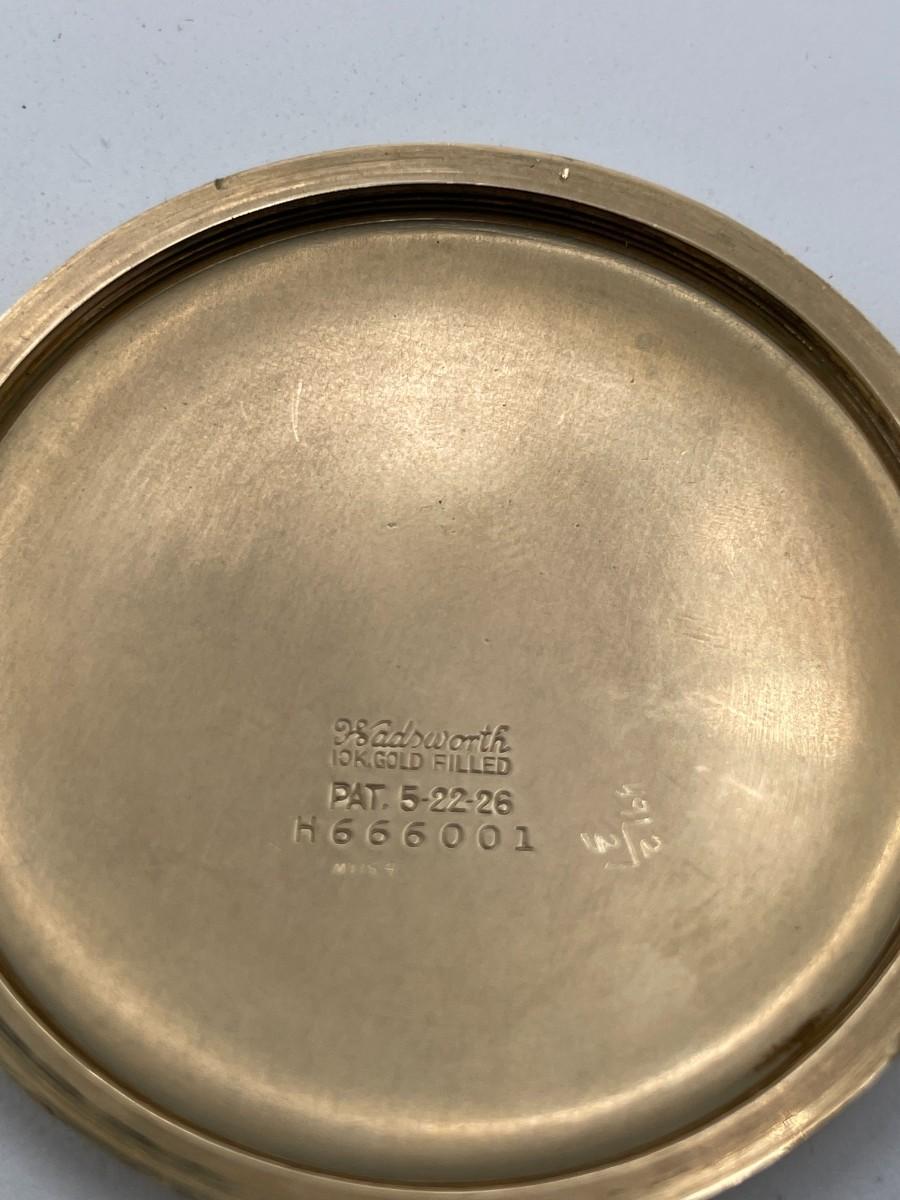 Wadsworth
10K. GOLD FILLED
PAT. 5-22-26
H666001